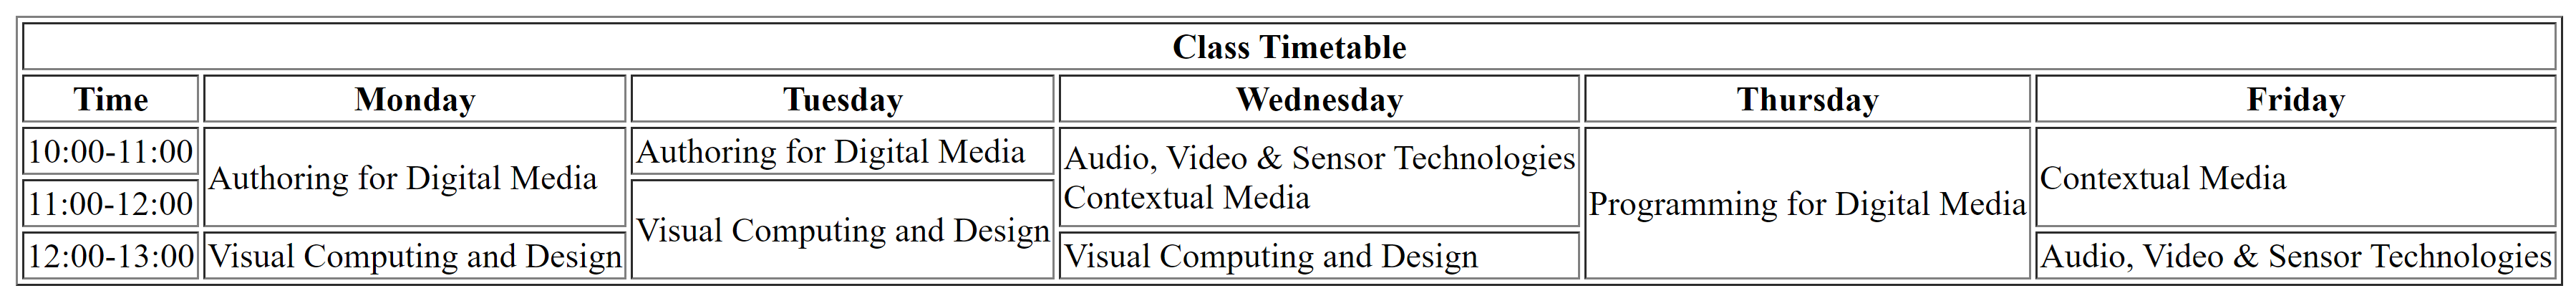 Class Timetable
Time Monday Tuesday Wednesday Thursday Friday
10:00-11:00
11:00-12:00
12:00-13:00
Authoring for Digital Media
Visual Computing and Design
Authoring for Digital Media
Visual Computing and Design
Audio, Video & Sensor Technologies
Contextual Media
Visual Computing and Design
Programming for Digital Media
Contextual Media
Audio, Video & Sensor Technologies